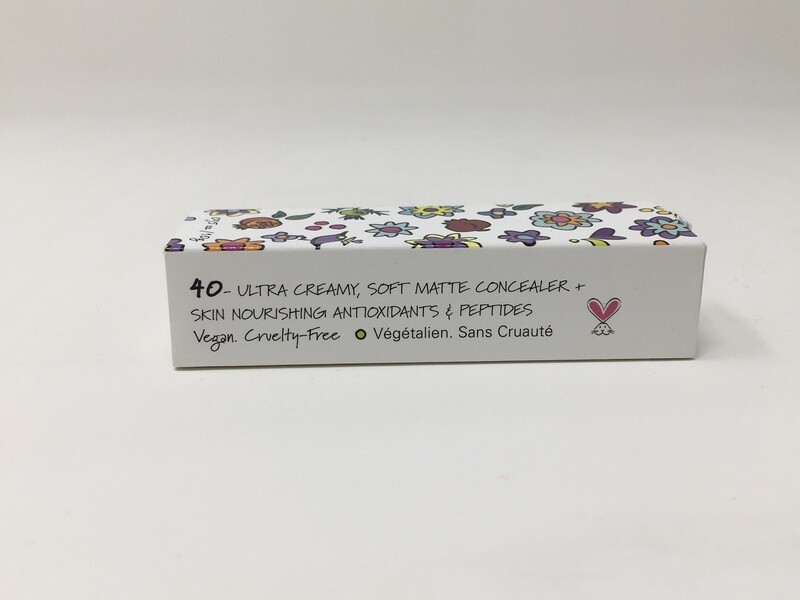 40- ULTRA CREAMY, SOFT MATTE CONCEALER +
SKIN NOURISHING ANTIOXIDANTS & PEPTIDES
Vegan. Cruelty-Free Végétalien. Sans Cruauté